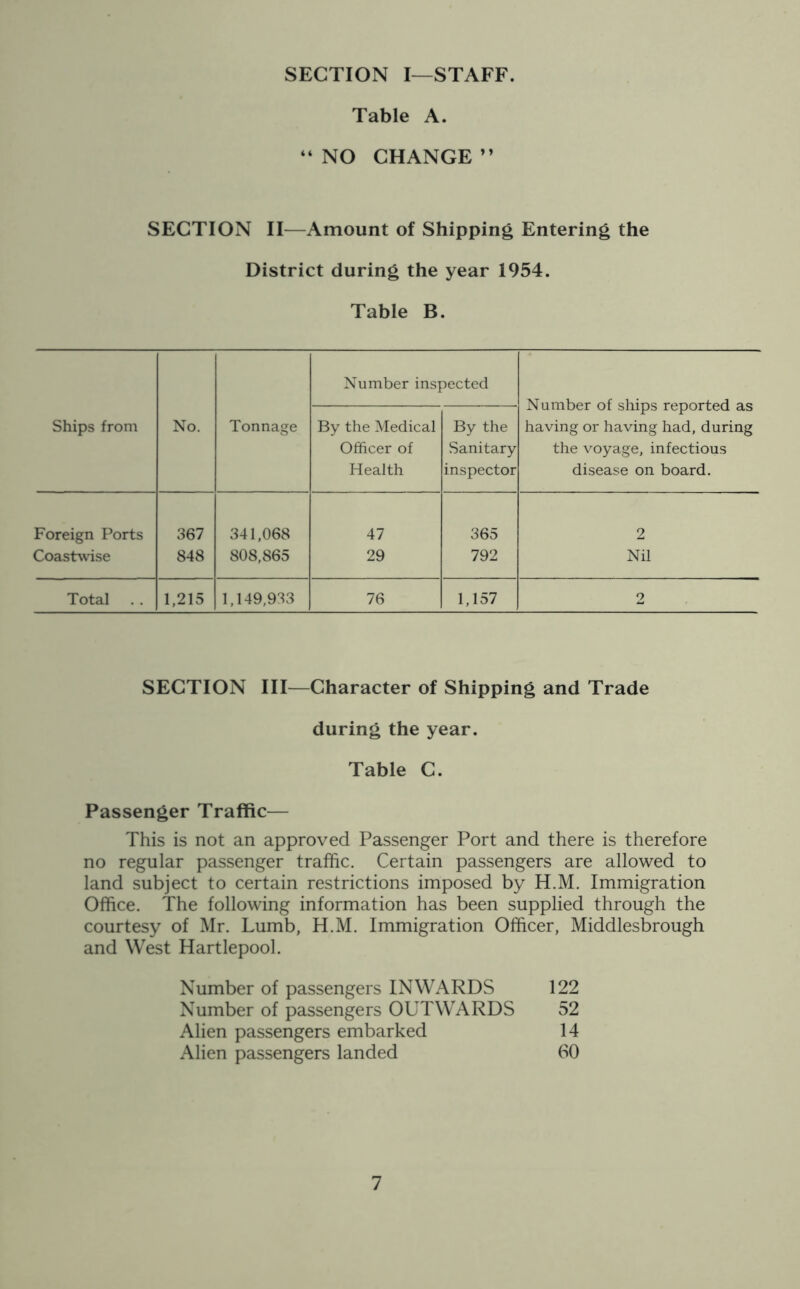 SECTION I—STAFF.
Table A.
“ NO CHANGE ”
SECTION II—Amount of Shipping Entering the
District during the year 1954.
Table B.
Ships from | No. | Tonnage | Number inspected | Number of ships reported as
By the Medical | By the | having or having had, during
Officer of | Sanitary | the voyage, infectious
Health | inspector | disease on board.
Foreign Ports | 367 | 341,068 | 47 | 365 | 2
Coastwise | 848 | 808,865 | 29 | 792 | Nil
Total .. | 1,215 | 1,149,933 | 76 | 1,157 | 2
SECTION III—Character of Shipping and Trade
during the year.
Table C.
Passenger Traffic—
This is not an approved Passenger Port and there is therefore
no regular passenger traffic. Certain passengers are allowed to
land subject to certain restrictions imposed by H.M. Immigration
Office. The following information has been supplied through the
courtesy of Mr. Lumb, H.M. Immigration Officer, Middlesbrough
and West Hartlepool.
Number of passengers INWARDS 122
Number of passengers OUTWARDS 52
Alien passengers embarked 14
Alien passengers landed 60
7